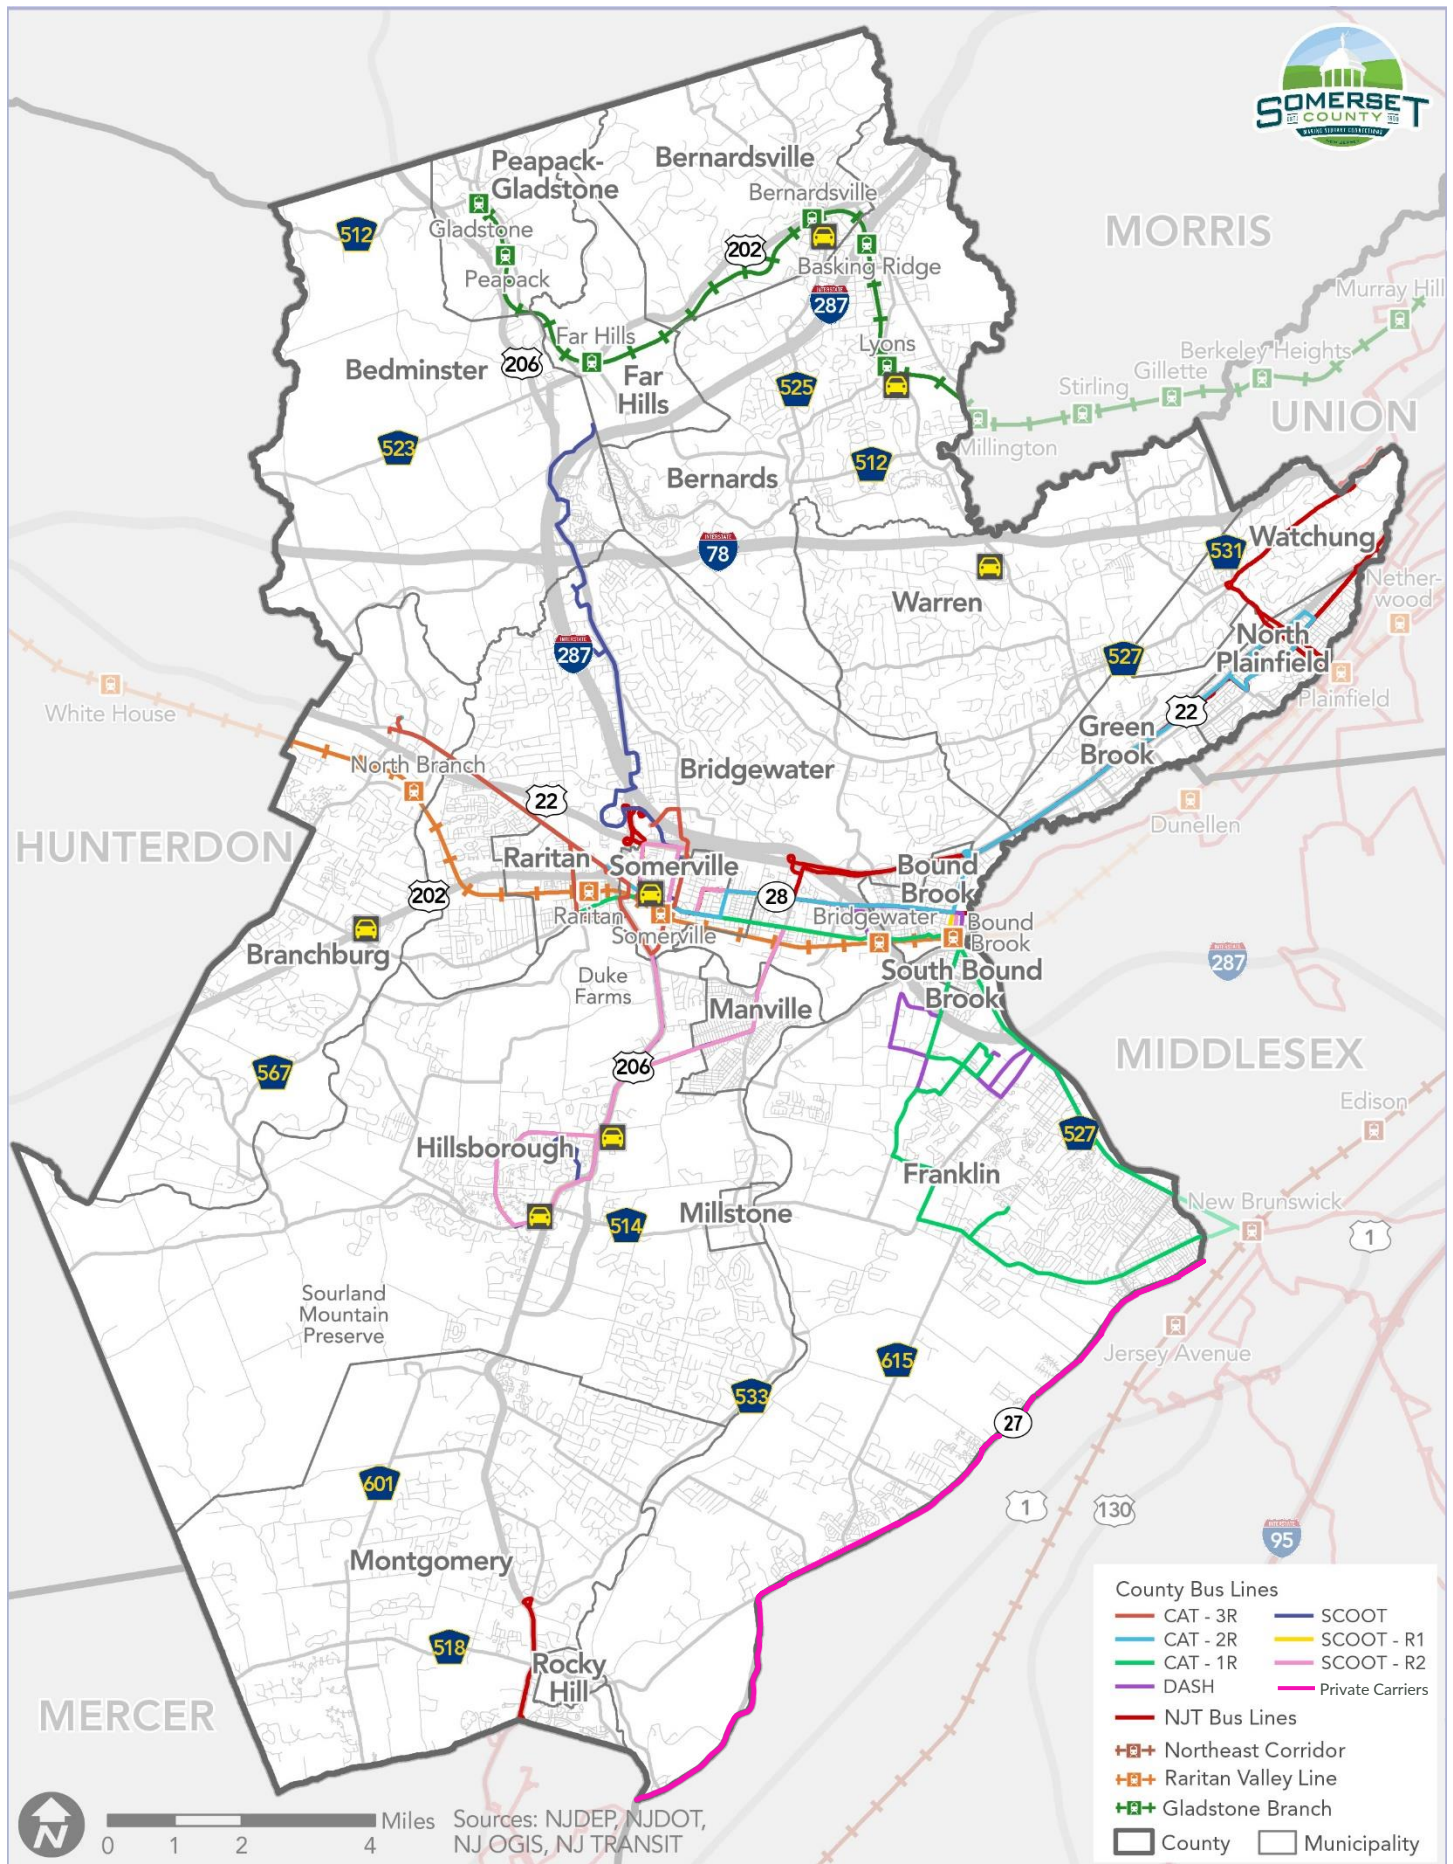 SOMERSET
COUNTY
Peapack-
Gladstone
Bernardsville
Bernardsville
MORRIS
512
Gladstone
202
Peapack
Basking Ridge
INTERSTATE
287
Murray Hill
Far Hills
Lyons
Berkeley Heights
206
Bedminster
Far
Hills
525
Gillette
Stirling
UNION
523
Millington
512
Bernards
INTERSTATE
78
531
Watchung
Nether-
wood
Warren
North
Plainfield
287
527
Plainfield
White House
22
Green
Brook
North Branch
Bridgewater
22
Dunellen
HUNTERDON
Raritan
Somerville
Bound
Brook
202
28
Raritan
Bridgewater
Bound
Brook
Somerville
Branchburg
287
South Bound
Brook
Duke
Farms
Manville
MIDDLESEX
206
567
Edison
527
Hillsborough
Franklin
New Brunswick
514
Millstone
1
Sourland
Mountain
Preserve
Jersey Avenue
615
533
27
601
1
130
INTERSTATE
95
Montgomery
518
Rocky
Hill
MERCER
County Bus Lines
CAT - 3R
SCOOT
CAT - 2R
SCOOT - R1
CAT - 1R
SCOOT - R2
DASH
Private Carriers
NJT Bus Lines
Northeast Corridor
Raritan Valley Line
Gladstone Branch
County
Municipality
N
Miles
0 1 2 4
Sources: NJDEP, NJDOT,
NJ OGIS, NJ TRANSIT